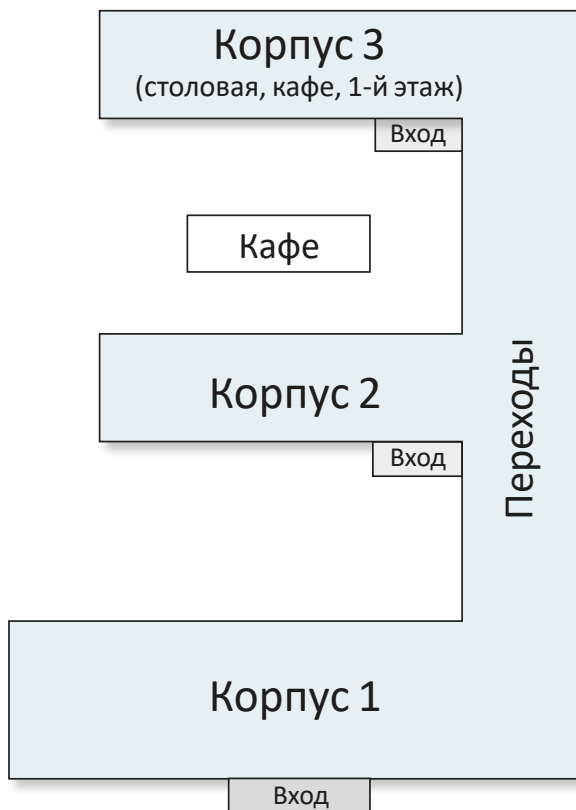 Корпус 3
(столовая, кафе, 1-й этаж)
Вход
Кафе
Корпус 2
Вход
Переходы
Корпус 1
Вход